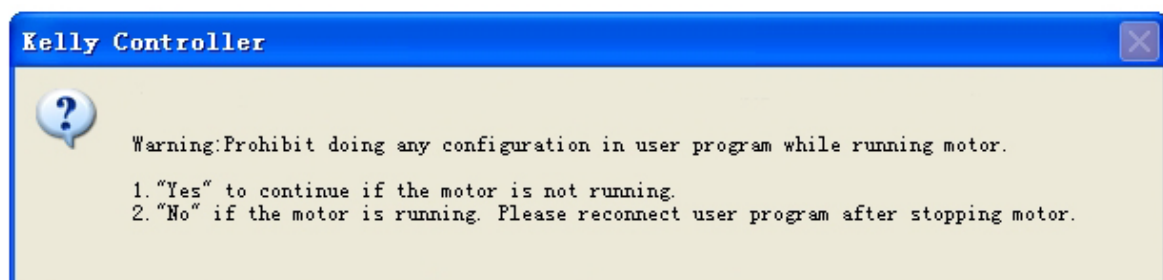 Kelly Controller
Warning:Prohibit doing any configuration in user program while running motor.
1."Yes" to continue if the motor is not running.
2."No" if the motor is running. Please reconnect user program after stopping motor.